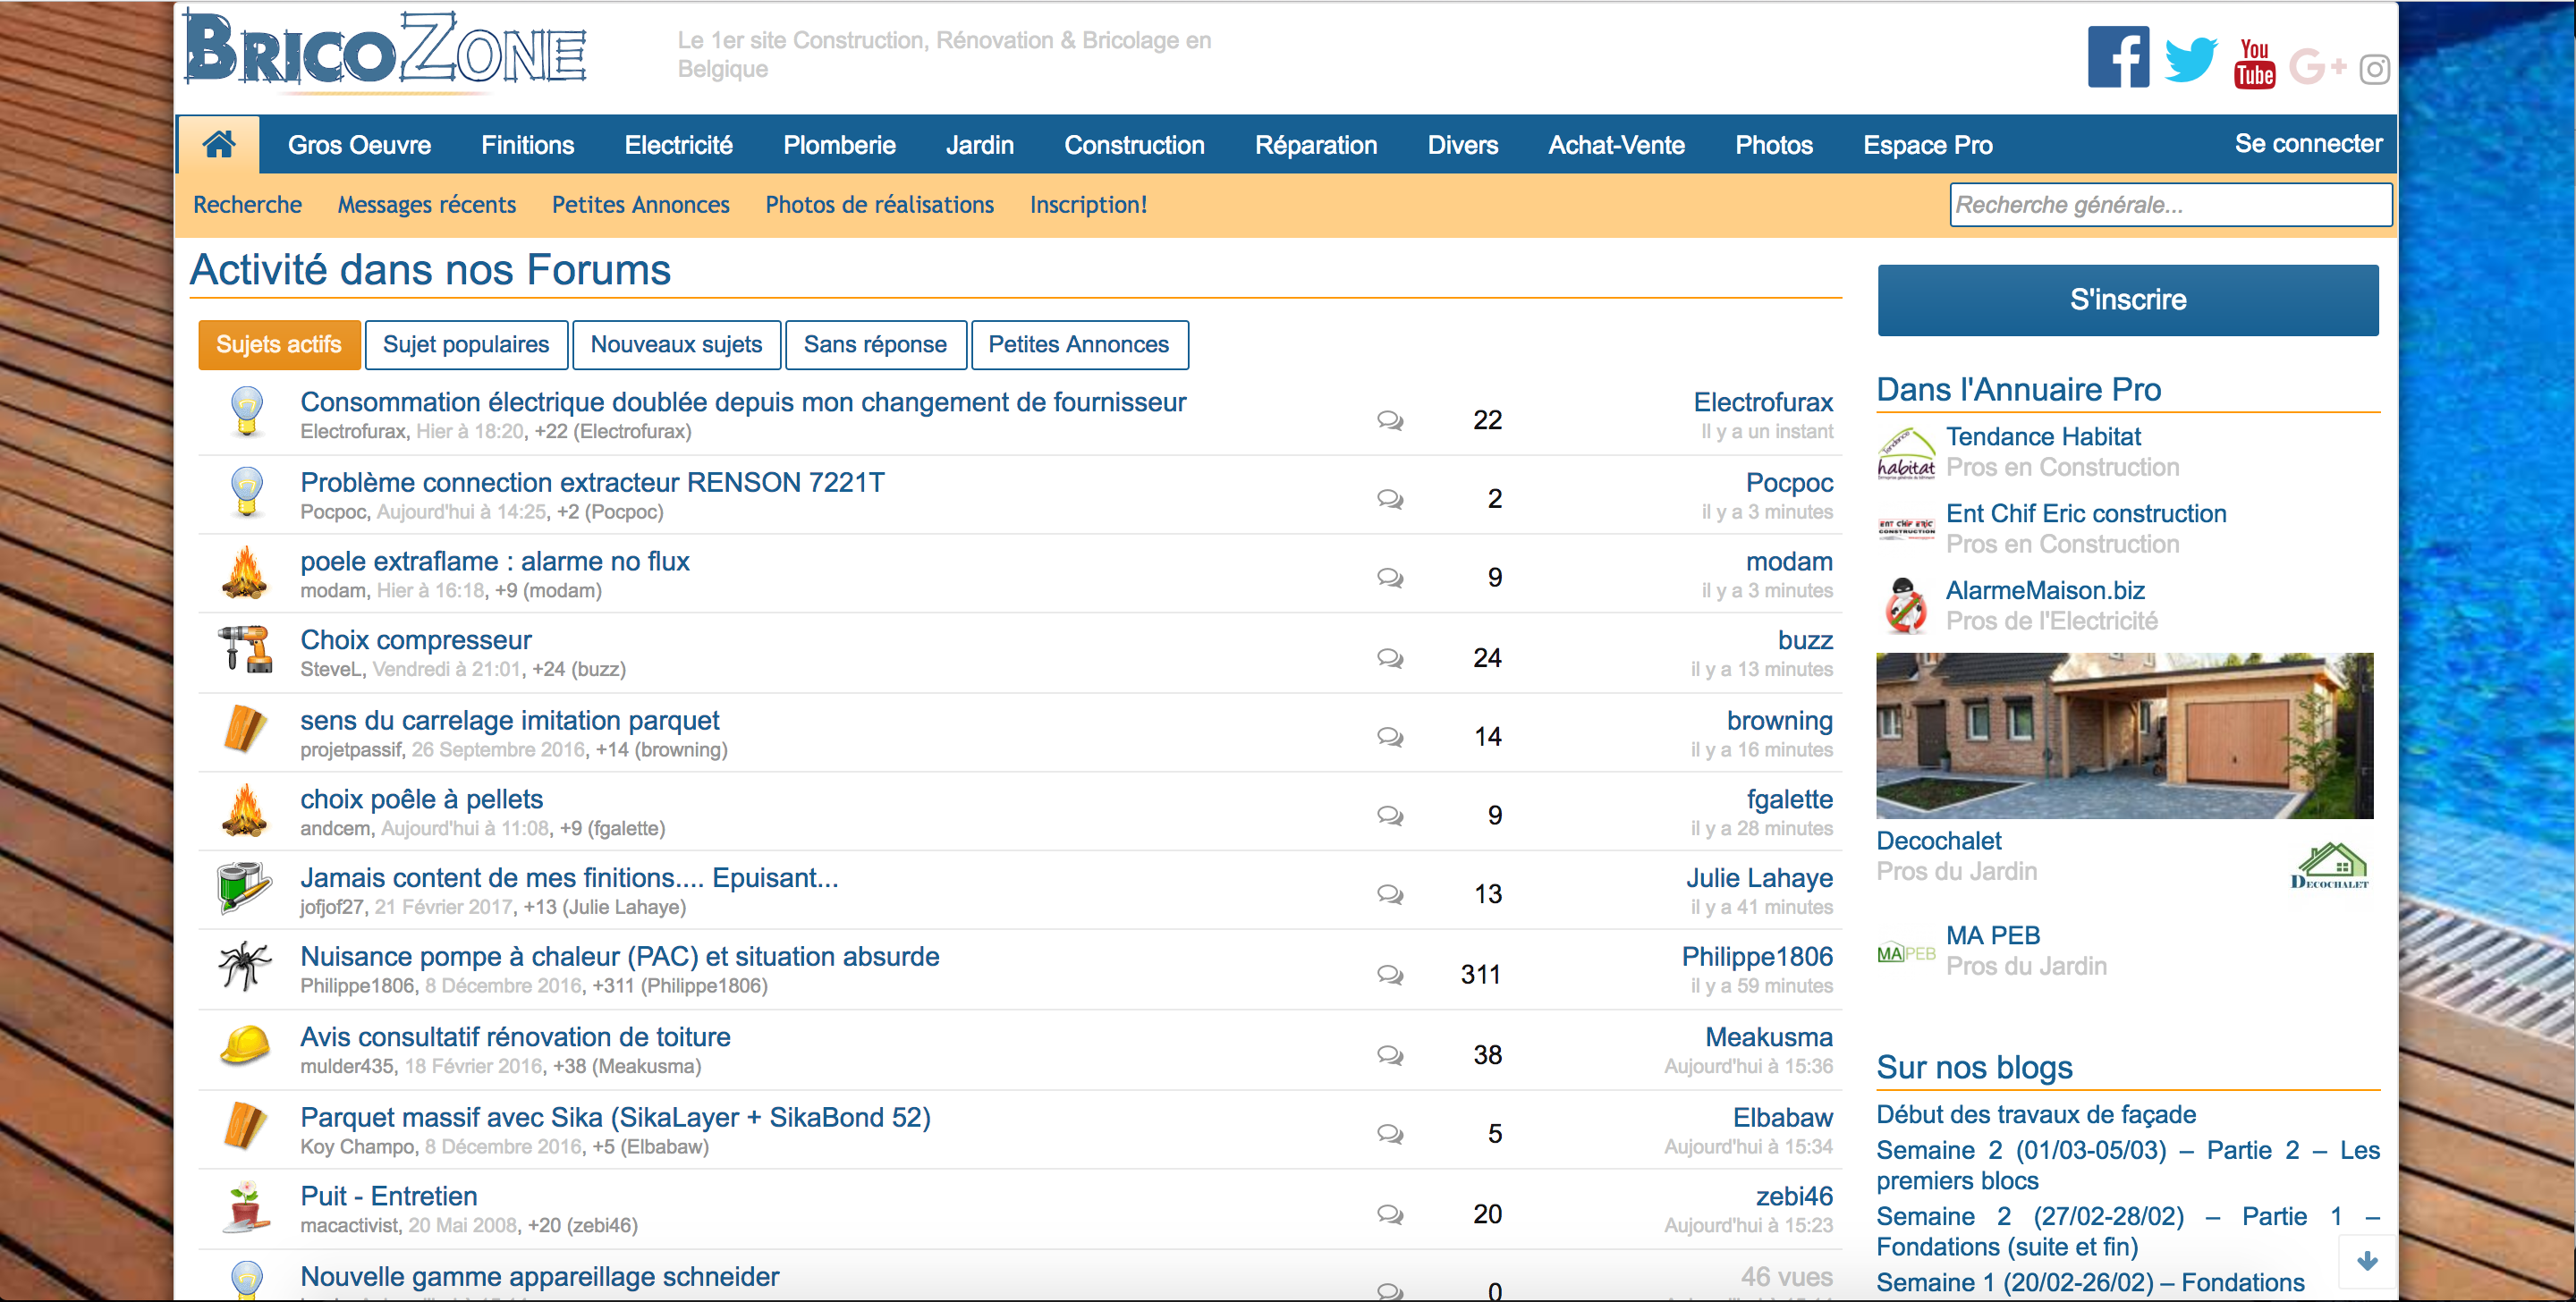 BRICOZONE
Le 1er site Construction, Rénovation & Bricolage en
Belgique
You
Tube
G+
Gros Oeuvre Finitions Electricité Plomberie Jardin Construction Réparation Divers Achat-Vente Photos Espace Pro Se connecter
Recherche Messages récents Petites Annonces Photos de réalisations Inscription! Recherche générale...
Activité dans nos Forums
Sujets actifs Sujet populaires Nouveaux sujets Sans réponse Petites Annonces
Consommation électrique doublée depuis mon changement de fournisseur 22 Electrofurax
Electrofurax, Hier à 18:20, +22 (Electrofurax) Il y a un instant
Problème connection extracteur RENSON 7221T 2 Pocpoc
Pocpoc, Aujourd'hui à 14:25, +2 (Pocpoc) il y a 3 minutes
poele extraflame : alarme no flux 9 modam
modam, Hier à 16:18, +9 (modam) il y a 3 minutes
Choix compresseur 24 buzz
SteveL, Vendredi à 21:01, +24 (buzz) il y a 13 minutes
sens du carrelage imitation parquet 14 browning
projetpassif, 26 Septembre 2016, +14 (browning) il y a 16 minutes
choix poêle à pellets 9 fgalette
andcem, Aujourd'hui à 11:08, +9 (fgalette) il y a 28 minutes
Jamais content de mes finitions.... Epuisant... 13 Julie Lahaye
jofjof27, 21 Février 2017, +13 (Julie Lahaye) il y a 41 minutes
Nuisance pompe à chaleur (PAC) et situation absurde 311 Philippe1806
Philippe1806, 8 Décembre 2016, +311 (Philippe1806) il y a 59 minutes
Avis consultatif rénovation de toiture 38 Meakusma
mulder435, 18 Février 2016, +38 (Meakusma) Aujourd'hui à 15:36
Parquet massif avec Sika (SikaLayer + SikaBond 52) 5 Elbabaw
Koy Champo, 8 Décembre 2016, +5 (Elbabaw) Aujourd'hui à 15:34
Puit - Entretien 20 zebi46
macactivist, 20 Mai 2008, +20 (zebi46) Aujourd'hui à 15:23
Nouvelle gamme appareillage schneider 0 46 vues
S'inscrire
Dans l'Annuaire Pro
Tendance
habitat
Tendance Habitat
Pros en Construction
ENT CHIF ERIC
CONSTRUCTION
Ent Chif Eric construction
Pros en Construction
AlarmeMaison.biz
Pros de l'Electricité
Decochalet
Pros du Jardin
DECOCHALET
MA PEB
MA PEB
Pros du Jardin
Sur nos blogs
Début des travaux de façade
Semaine 2 (01/03-05/03) – Partie 2 – Les
premiers blocs
Semaine 2 (27/02-28/02) – Partie 1 –
Fondations (suite et fin)
Semaine 1 (20/02-26/02) – Fondations